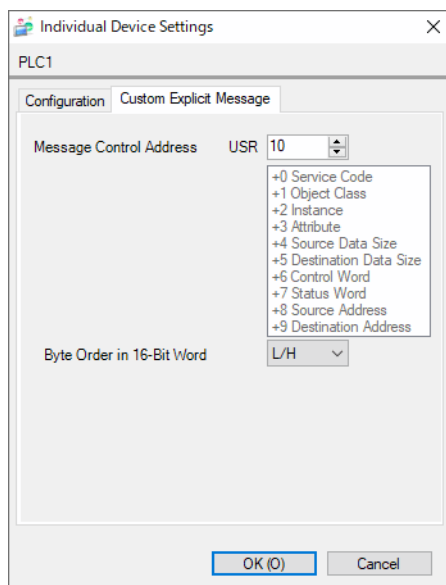 Individual Device Settings
PLC1
Configuration Custom Explicit Message
Message Control Address USR 10
+0 Service Code
+1 Object Class
+2 Instance
+3 Attribute
+4 Source Data Size
+5 Destination Data Size
+6 Control Word
+7 Status Word
+8 Source Address
+9 Destination Address
Byte Order in 16-Bit Word L/H
OK (O) Cancel